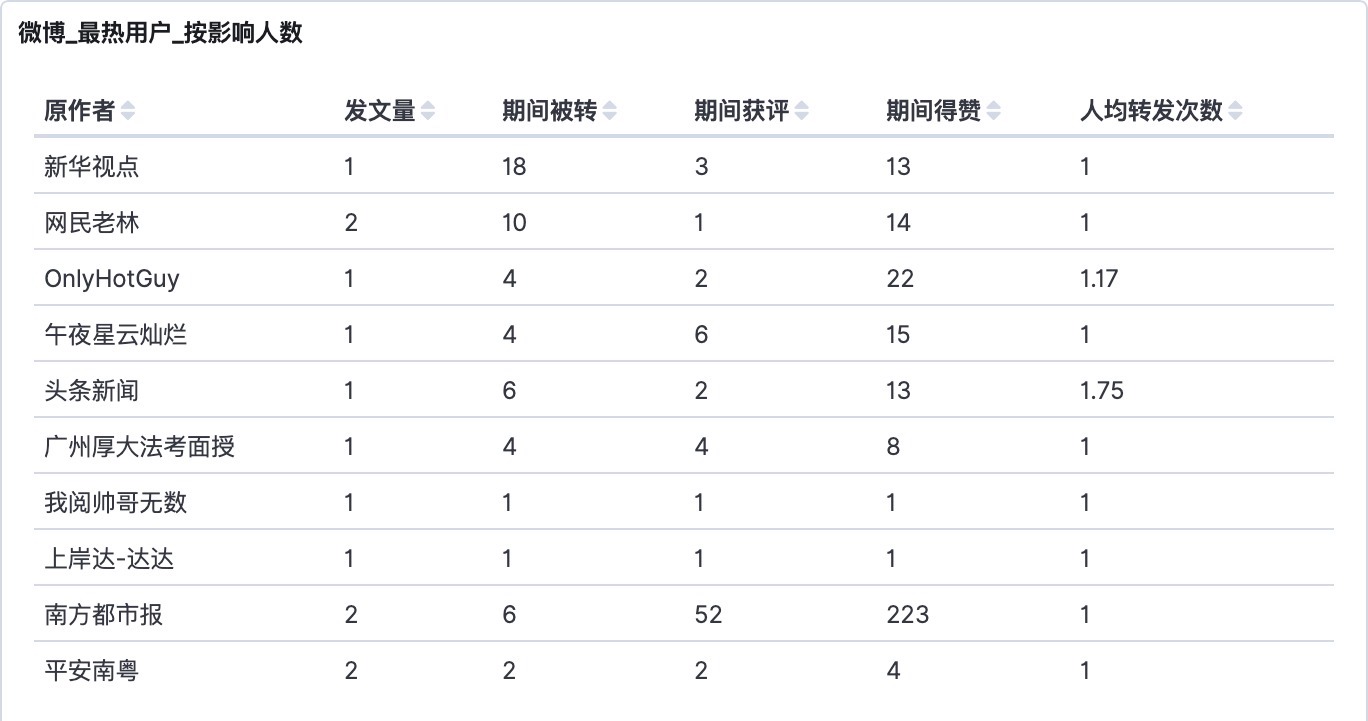 微博_最热用户_按影响人数
原作者 发文量 期间被转 期间获评 期间得赞 人均转发次数
新华视点 1 18 3 13 1
网民老林 2 10 1 14 1
OnlyHotGuy 1 4 2 22 1.17
午夜星云灿烂 1 4 6 15 1
头条新闻 1 6 2 13 1.75
广州厚大法考面授 1 4 4 8 1
我阅帅哥无数 1 1 1 1 1
上岸达-达达 1 1 1 1 1
南方都市报 2 6 52 223 1
平安南粤 2 2 2 4 1